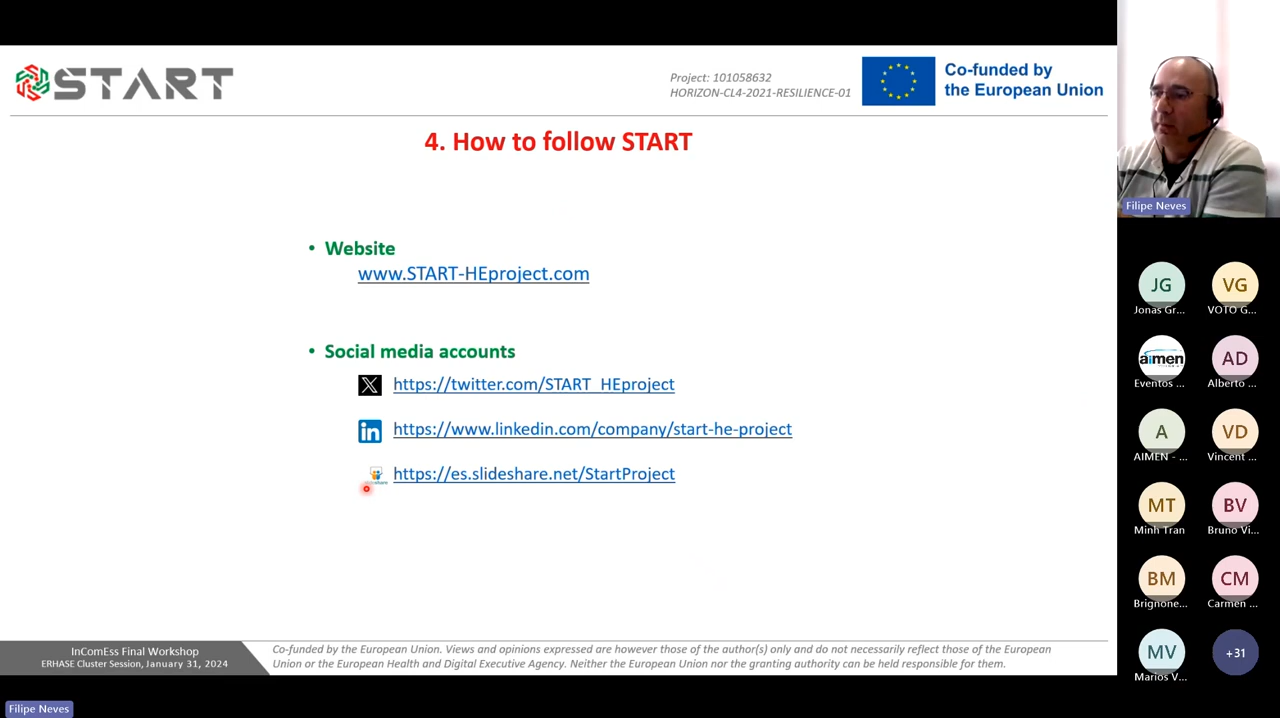 START
Project: 101058632
HORIZON-CL4-2021-RESILIENCE-01
Co-funded by
the European Union
4. How to follow START
• Website
www.START-HEproject.com
• Social media accounts
https://twitter.com/START_HEproject
in https://www.linkedin.com/company/start-he-project
https://es.slideshare.net/StartProject
InComEss Final Workshop
ERHASE Cluster Session, January 31, 2024
Co-funded by the European Union. Views and opinions expressed are however those of the author(s) only and do not necessarily reflect those of the European
Union or the European Health and Digital Executive Agency. Neither the European Union nor the granting authority can be held responsible for them.
Filipe Neves
JG
Jonas Gr...
VG
VOTO G...
aimen
Eventos ...
AD
Alberto ...
A
AIMEN - ...
VD
Vincent ...
MT
Minh Tran
BV
Bruno Vi...
BM
Brignone...
CM
Carmen ...
MV
Marios V...
+31
Filipe Neves